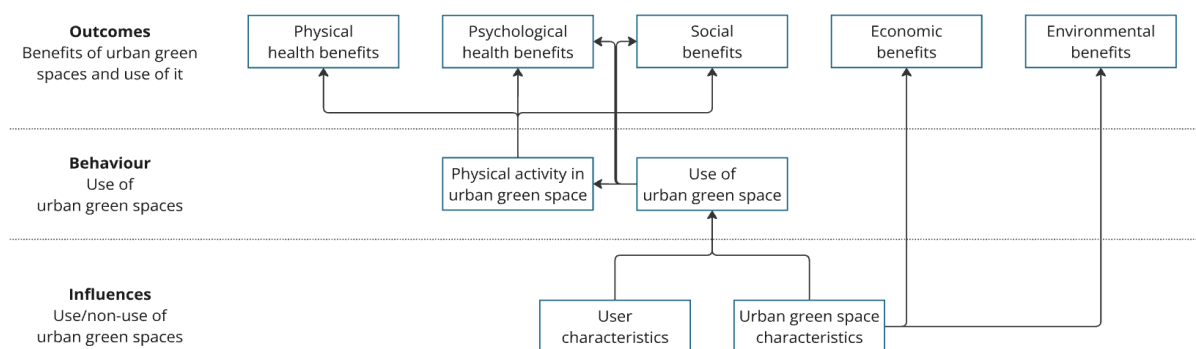 Outcomes
Benefits of urban green
spaces and use of it
Physical
health benefits
Psychological
health benefits
Social
benefits
Economic
benefits
Environmental
benefits
Behaviour
Use of
urban green spaces
Physical activity in
urban green space
Use of
urban green space
Influences
Use/non-use of
urban green spaces
User
characteristics
Urban green space
characteristics